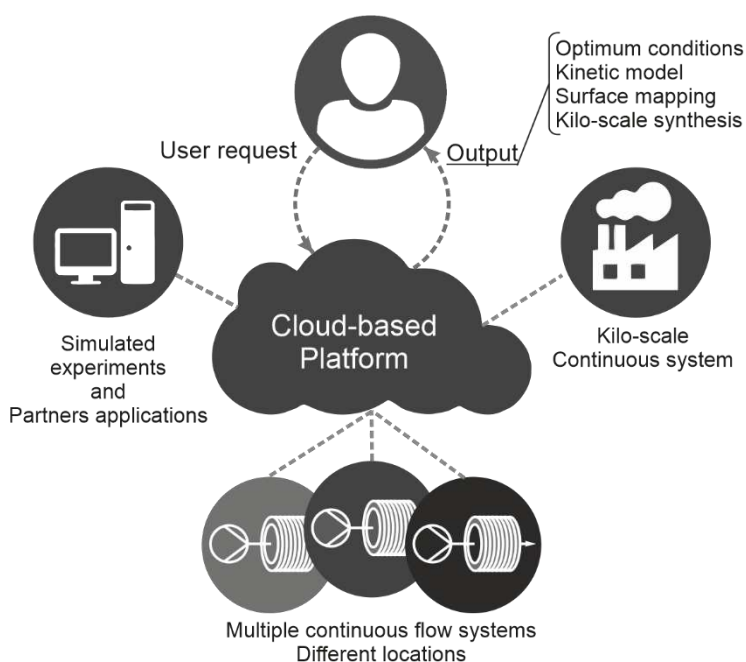 Optimum conditions
Kinetic model
Surface mapping
Kilo-scale synthesis
User request
Output
Cloud-based
Platform
Simulated
experiments
and
Partners applications
Kilo-scale
Continuous system
Multiple continuous flow systems
Different locations